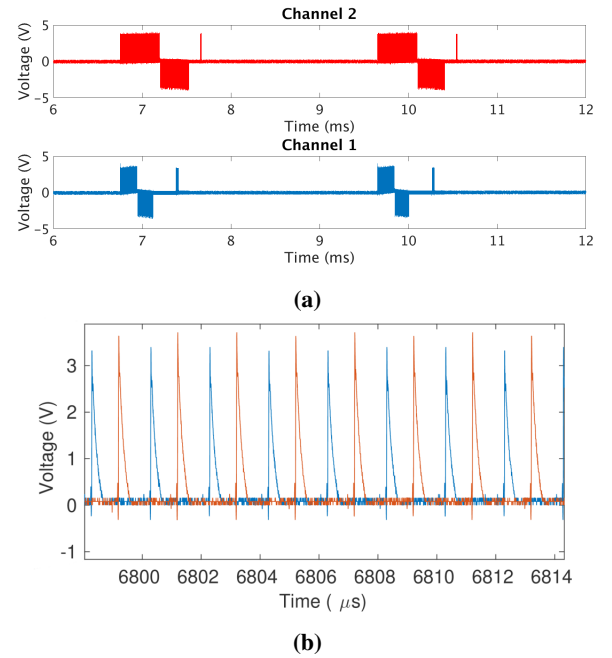 Channel 2
5
0
-5
Voltage (V)
6 7 8 9 10 11 12
Time (ms)
Channel 1
5
0
-5
Voltage (V)
6 7 8 9 10 11 12
Time (ms)
(a)
3
2
1
0
-1
Voltage (V)
6800 6802 6804 6806 6808 6810 6812 6814
Time ( μs)
(b)